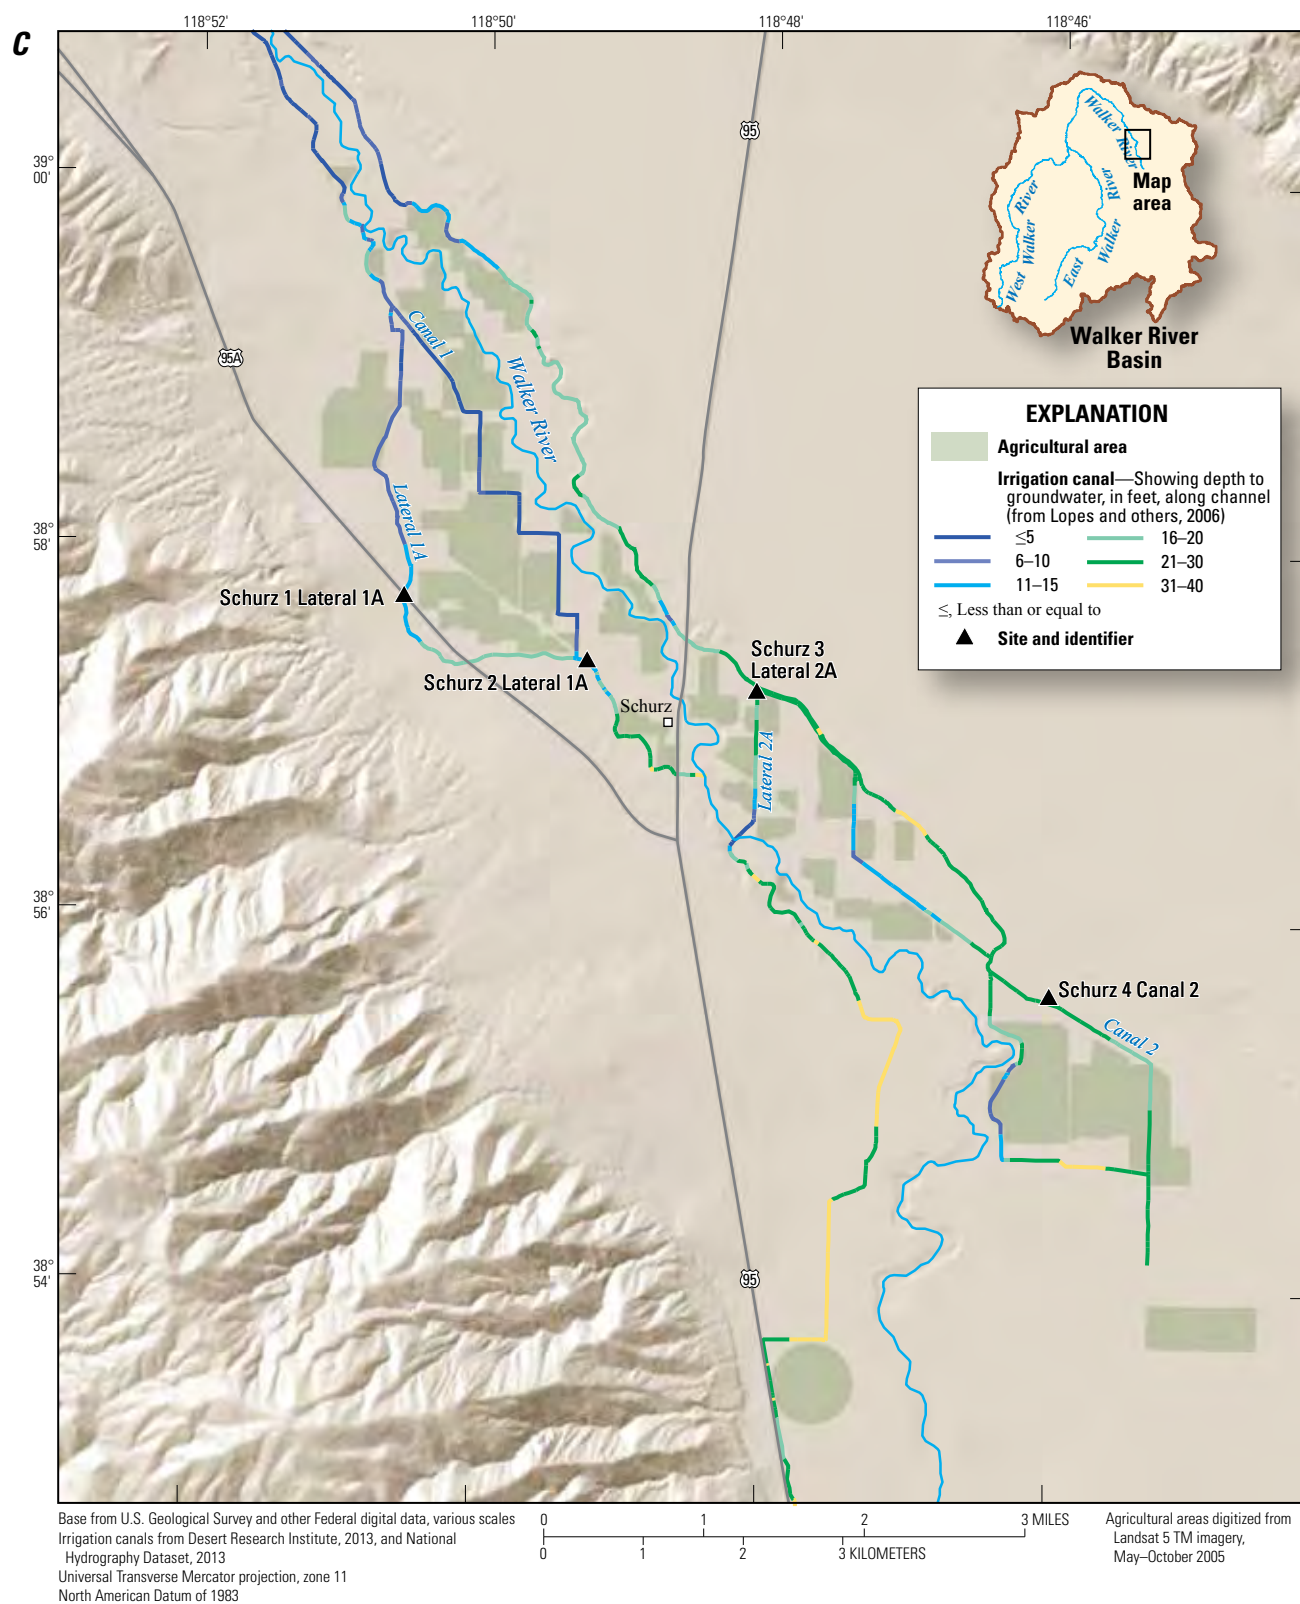 C
118°52'
118°50'
118°48'
118°46'
39°
00'
38°
58'
38°
56'
38°
54'
95
95A
95
Walker River
West Walker River
East Walker River
Map
area
Walker River
Basin
EXPLANATION
Agricultural area
Irrigation canal—Showing depth to
groundwater, in feet, along channel
(from Lopes and others, 2006)
≤5
6–10
11–15
16–20
21–30
31–40
≤, Less than or equal to
Site and identifier
Canal 1
Walker River
Lateral 1A
Schurz 1 Lateral 1A
Schurz 2 Lateral 1A
Schurz
Schurz 3
Lateral 2A
Lateral 2A
Schurz 4 Canal 2
Canal 2
Base from U.S. Geological Survey and other Federal digital data, various scales
Irrigation canals from Desert Research Institute, 2013, and National
Hydrography Dataset, 2013
Universal Transverse Mercator projection, zone 11
North American Datum of 1983
0 1 2 3 MILES
0 1 2 3 KILOMETERS
Agricultural areas digitized from
Landsat 5 TM imagery,
May–October 2005